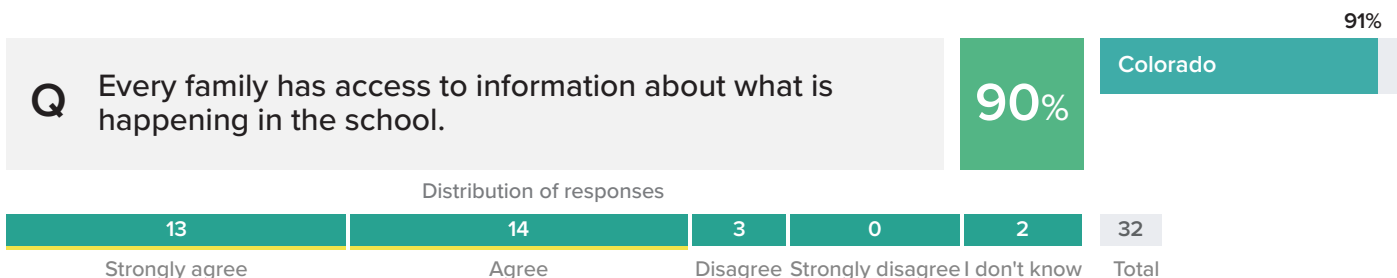 91%
Q
Every family has access to information about what is
happening in the school.
90%
Colorado
Distribution of responses
13 14 3 0 2 32
Strongly agree Agree Disagree Strongly disagree I don't know Total